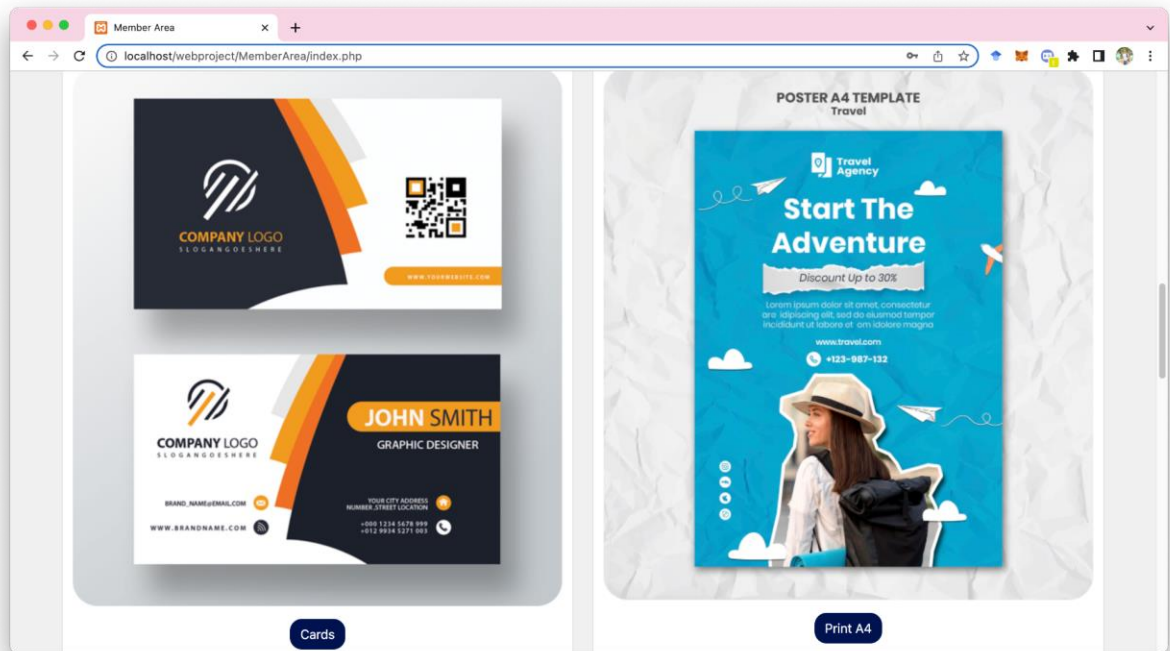 Member Area
localhost/webproject/MemberArea/index.php
COMPANY LOGO
SLOGANGOESHERE
WWW.YOURWEBSITE.COM
COMPANY LOGO
SLOGANGOESHERE
BRAND_NAME@EMAIL.COM
WWW.BRANDNAME.COM
JOHN SMITH
GRAPHIC DESIGNER
YOUR CITY ADDRESS
NUMBER ,STREET LOCATION
+000 1234 5678 999
+012 9934 5271 003
Cards
POSTER A4 TEMPLATE
Travel
Travel
Agency
Start The
Adventure
Discount Up to 30%
Lorem ipsum dolor sit amet, consectetur
are idipiscing elit, sed do eiusmod tempor
incididunt ut labore et om idolore magna
www.travel.com
+123-987-132
Print A4